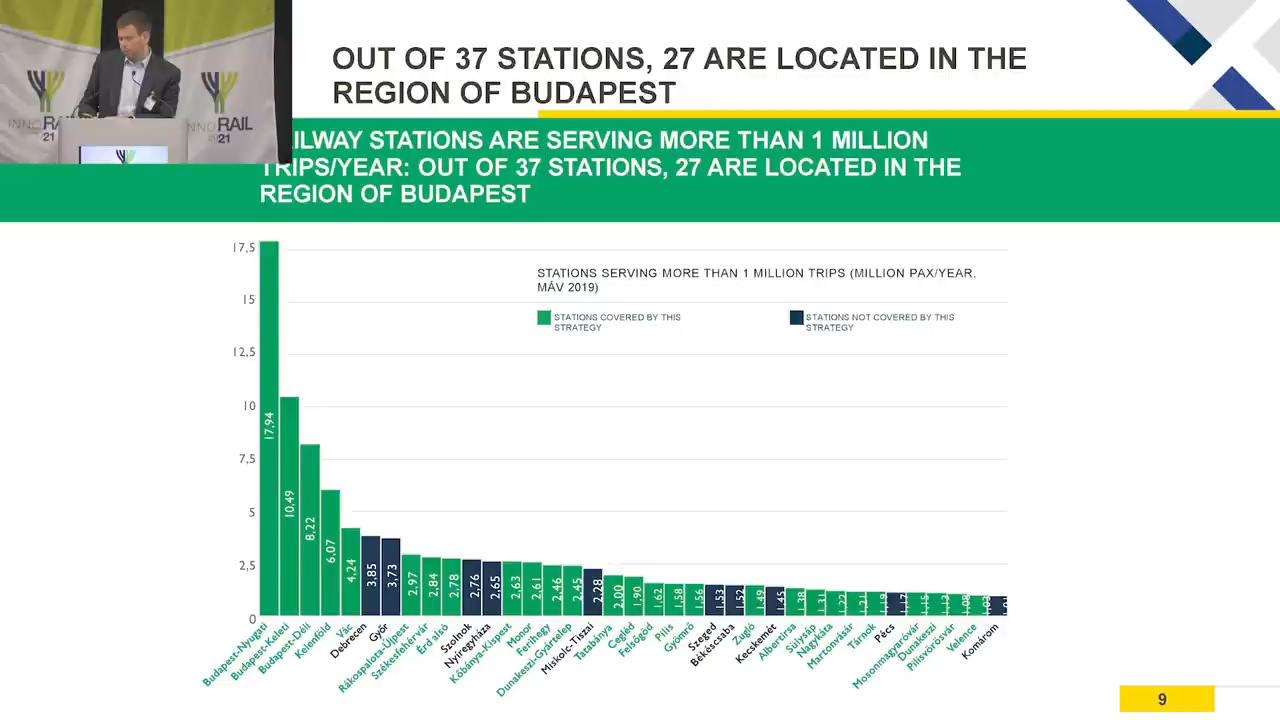 OUT OF 37 STATIONS, 27 ARE LOCATED IN THE
REGION OF BUDAPEST
INNORAIL
2021
RAILWAY STATIONS ARE SERVING MORE THAN 1 MILLION
TRIPS/YEAR: OUT OF 37 STATIONS, 27 ARE LOCATED IN THE
REGION OF BUDAPEST
STATIONS SERVING MORE THAN 1 MILLION TRIPS (MILLION PAX/YEAR,
MÁV 2019)
STATIONS COVERED BY THIS
STRATEGY
STATIONS NOT COVERED BY THIS
STRATEGY
17,5
15
12,5
10
7,5
5
2,5
0
17,94
10,49
8,22
6,07
4,24
3,85
3,73
2,97
2,84
2,78
2,76
2,65
2,63
2,61
2,46
2,45
2,28
2,00
1,90
1,62
1,58
1,56
1,53
1,52
1,49
1,45
1,38
1,31
1,22
1,21
Budapest-Nyugati
Budapest-Keleti
Budapest-Déli
Kelenföld
Vác
Debrecen
Győr
Rákospalota-Újpest
Székesfehérvár
Érd alsó
Szolnok
Nyíregyháza
Kőbánya-Kispest
Monor
Ferihegy
Dunakeszi-Gyártelep
Miskolc-Tiszai
Tatabánya
Cegléd
Felsőgöd
Pilis
Gyömrő
Szeged
Békéscsaba
Zugló
Kecskemét
Albertirsa
Sülysáp
Nagykáta
Martonvásár
Tárnok
Pécs
Mosonmagyaróvár
Dunakeszi
Pilisvörösvár
Velence
Komárom
9